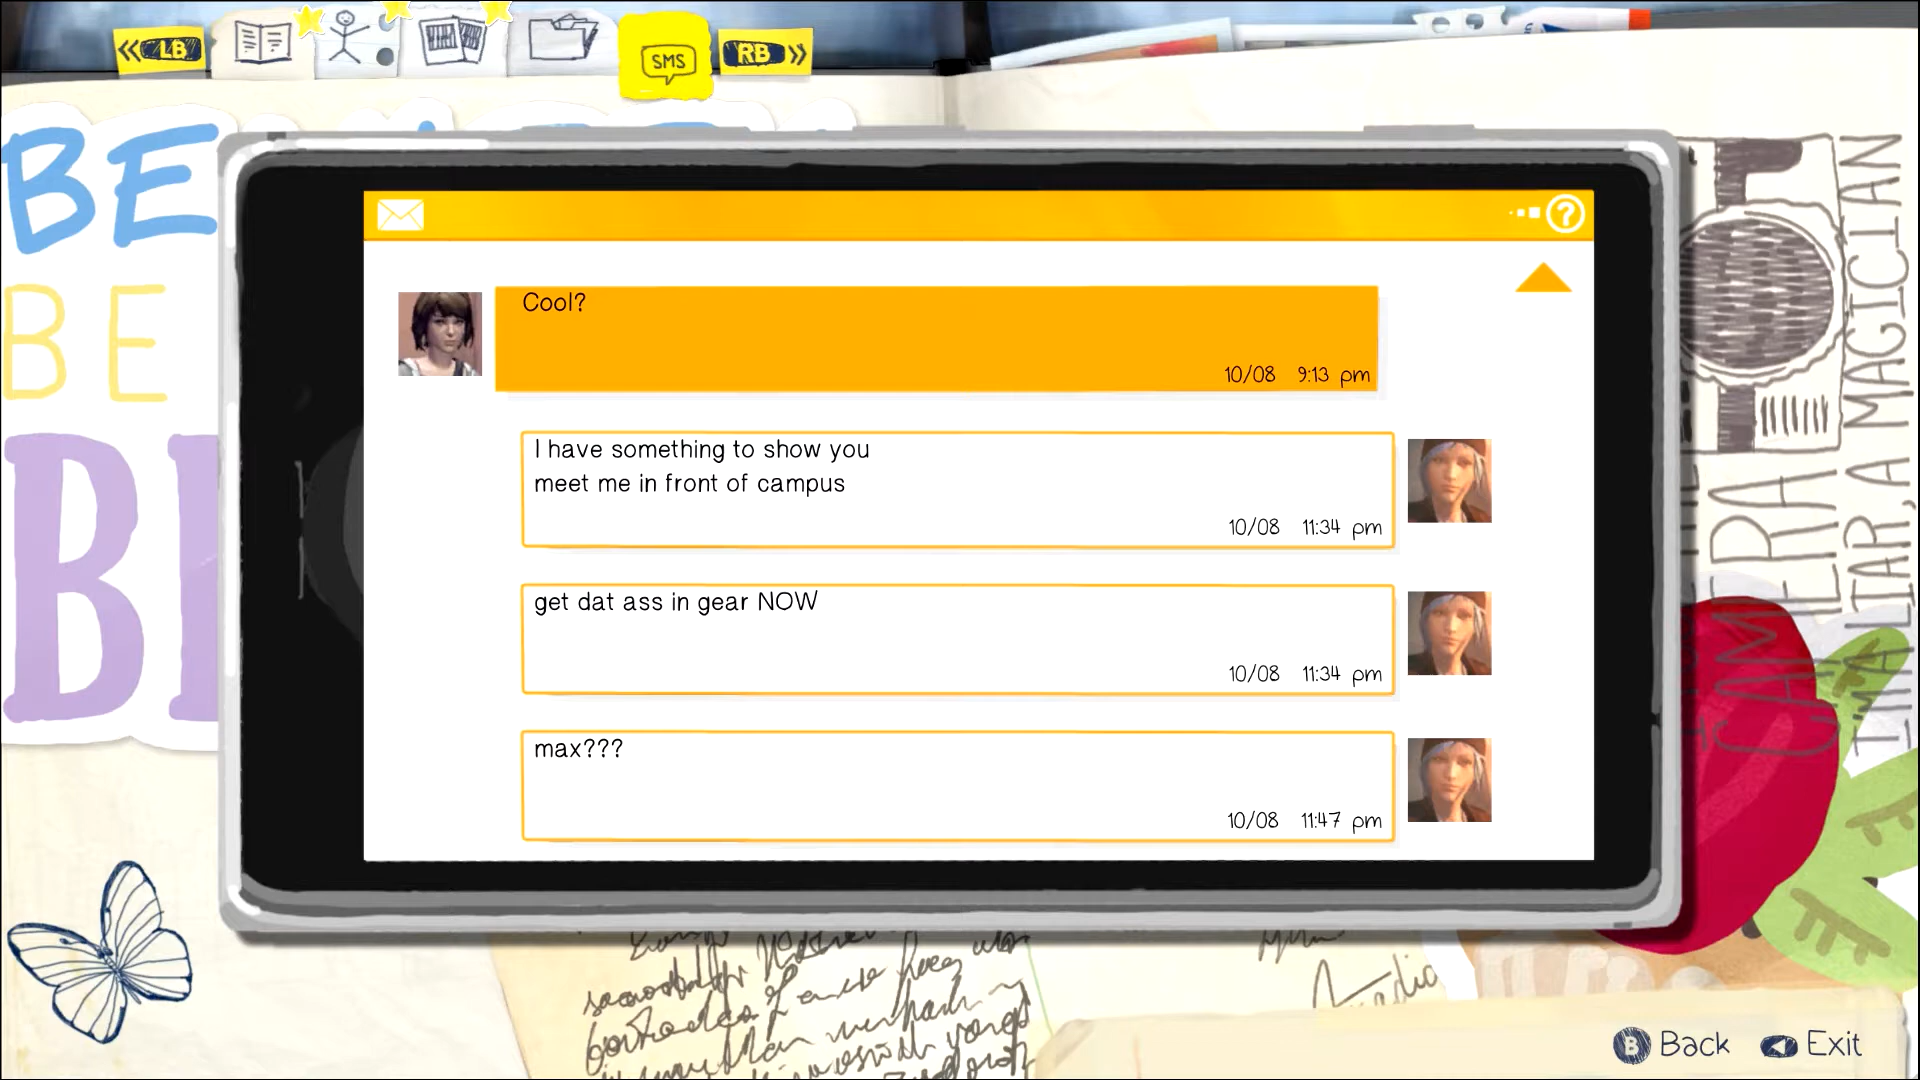 LB
SMS
RB
BE
BE
?
Cool?
10/08 9:13 pm
I have something to show you
meet me in front of campus
10/08 11:34 pm
get dat ass in gear NOW
10/08 11:34 pm
max???
10/08 11:47 pm
CAMERA
LIAR, A MAGICIAN
B Back
Exit